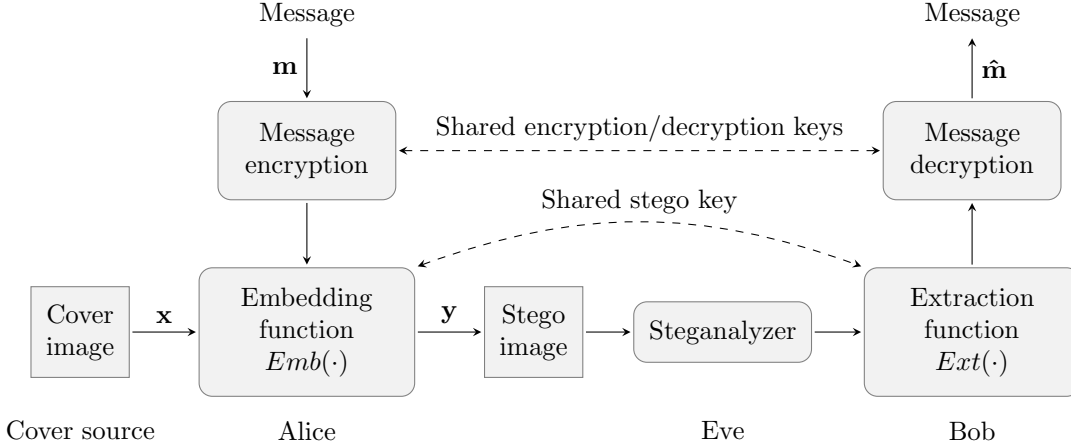 Message
Message
m
m̂
Message
encryption
Shared encryption/decryption keys
Message
decryption
Shared stego key
Cover
image
x
Embedding
function
Emb(·)
y
Stego
image
Steganalyzer
Extraction
function
Ext(·)
Cover source
Alice
Eve
Bob